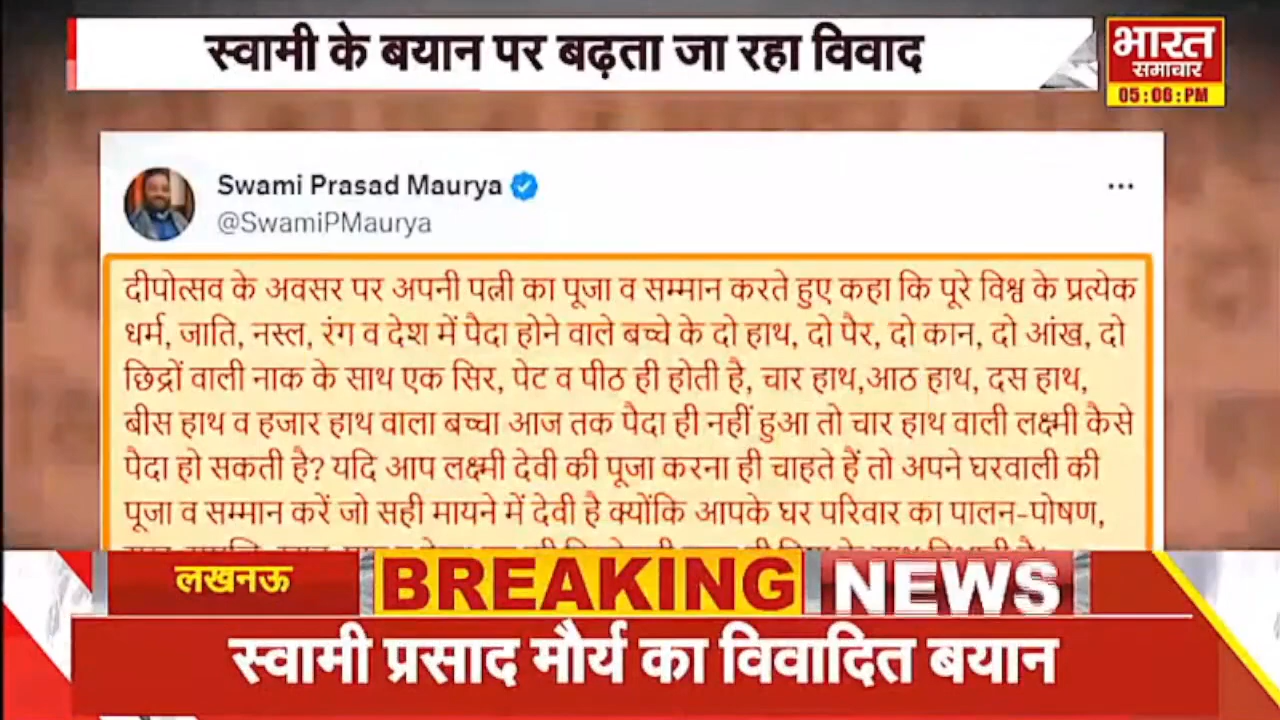 स्वामी के बयान पर बढ़ता जा रहा विवाद
भारत
समाचार
05:06:PM
Swami Prasad Maurya
@SwamiPMaurya
दीपोत्सव के अवसर पर अपनी पत्नी का पूजा व सम्मान करते हुए कहा कि पूरे विश्व के प्रत्येक
धर्म, जाति, नस्ल, रंग व देश में पैदा होने वाले बच्चे के दो हाथ, दो पैर, दो कान, दो आंख, दो
छिद्रों वाली नाक के साथ एक सिर, पेट व पीठ ही होती है, चार हाथ,आठ हाथ, दस हाथ,
बीस हाथ व हजार हाथ वाला बच्चा आज तक पैदा ही नहीं हुआ तो चार हाथ वाली लक्ष्मी कैसे
पैदा हो सकती है? यदि आप लक्ष्मी देवी की पूजा करना ही चाहते हैं तो अपने घरवाली की
पूजा व सम्मान करें जो सही मायने में देवी है क्योंकि आपके घर परिवार का पालन-पोषण,
लखनऊ
BREAKING NEWS
स्वामी प्रसाद मौर्य का विवादित बयान